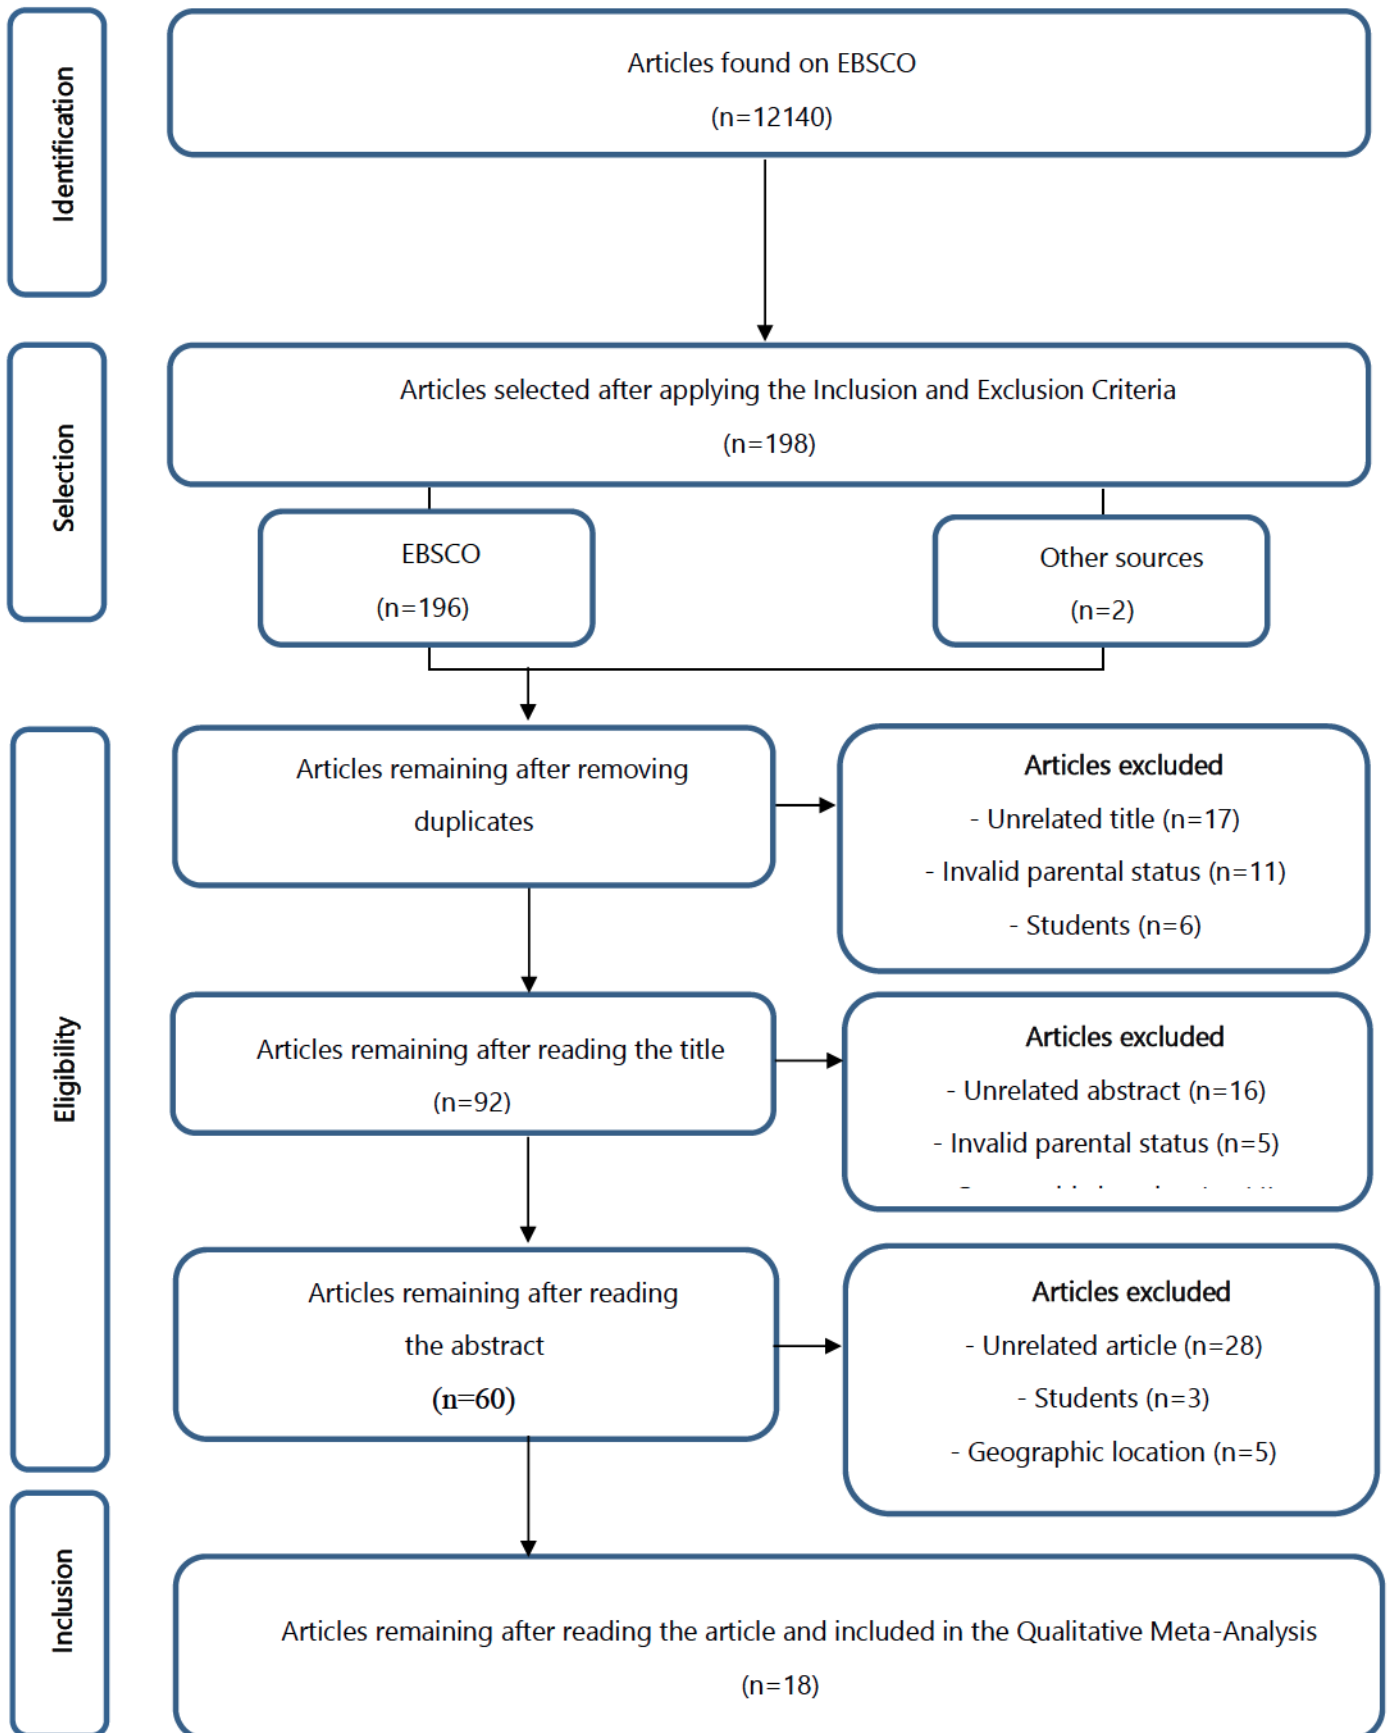 Identification
Articles found on EBSCO
(n=12140)
Selection
Articles selected after applying the Inclusion and Exclusion Criteria
(n=198)
EBSCO
(n=196)
Other sources
(n=2)
Eligibility
Articles remaining after removing
duplicates
Articles excluded
- Unrelated title (n=17)
- Invalid parental status (n=11)
- Students (n=6)
Articles remaining after reading the title
(n=92)
Articles excluded
- Unrelated abstract (n=16)
- Invalid parental status (n=5)
Articles remaining after reading
the abstract
(n=60)
Articles excluded
- Unrelated article (n=28)
- Students (n=3)
- Geographic location (n=5)
Inclusion
Articles remaining after reading the article and included in the Qualitative Meta-Analysis
(n=18)